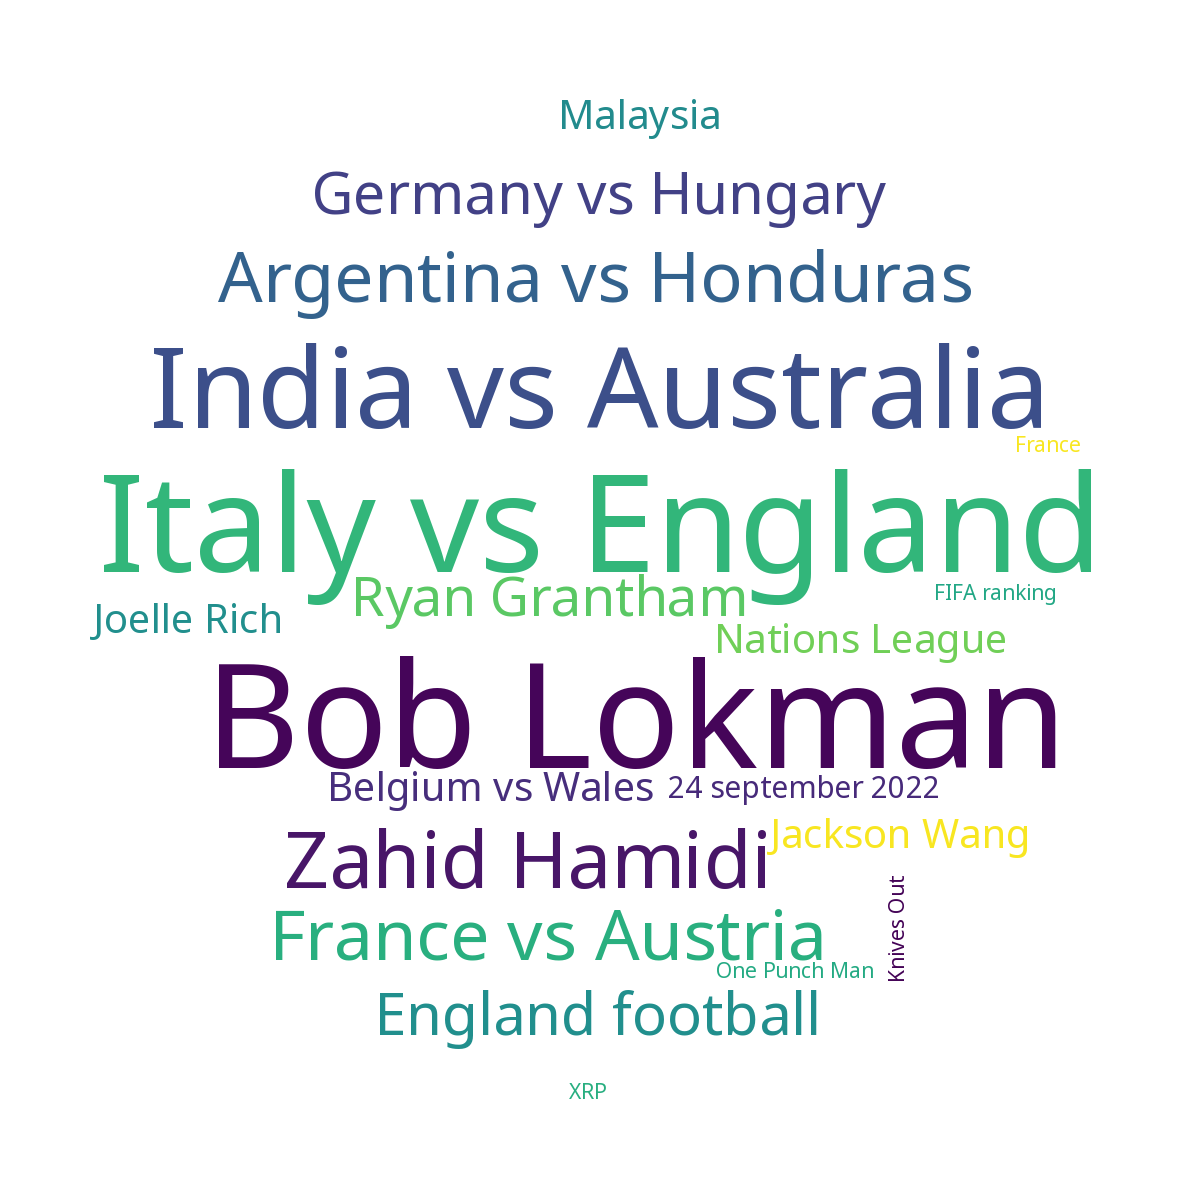 Malaysia
Germany vs Hungary
Argentina vs Honduras
India vs Australia
France
Italy vs England
Ryan Grantham
FIFA ranking
Joelle Rich
Nations League
Bob Lokman
Belgium vs Wales
24 september 2022
Jackson Wang
Zahid Hamidi
Knives Out
France vs Austria
One Punch Man
England football
XRP